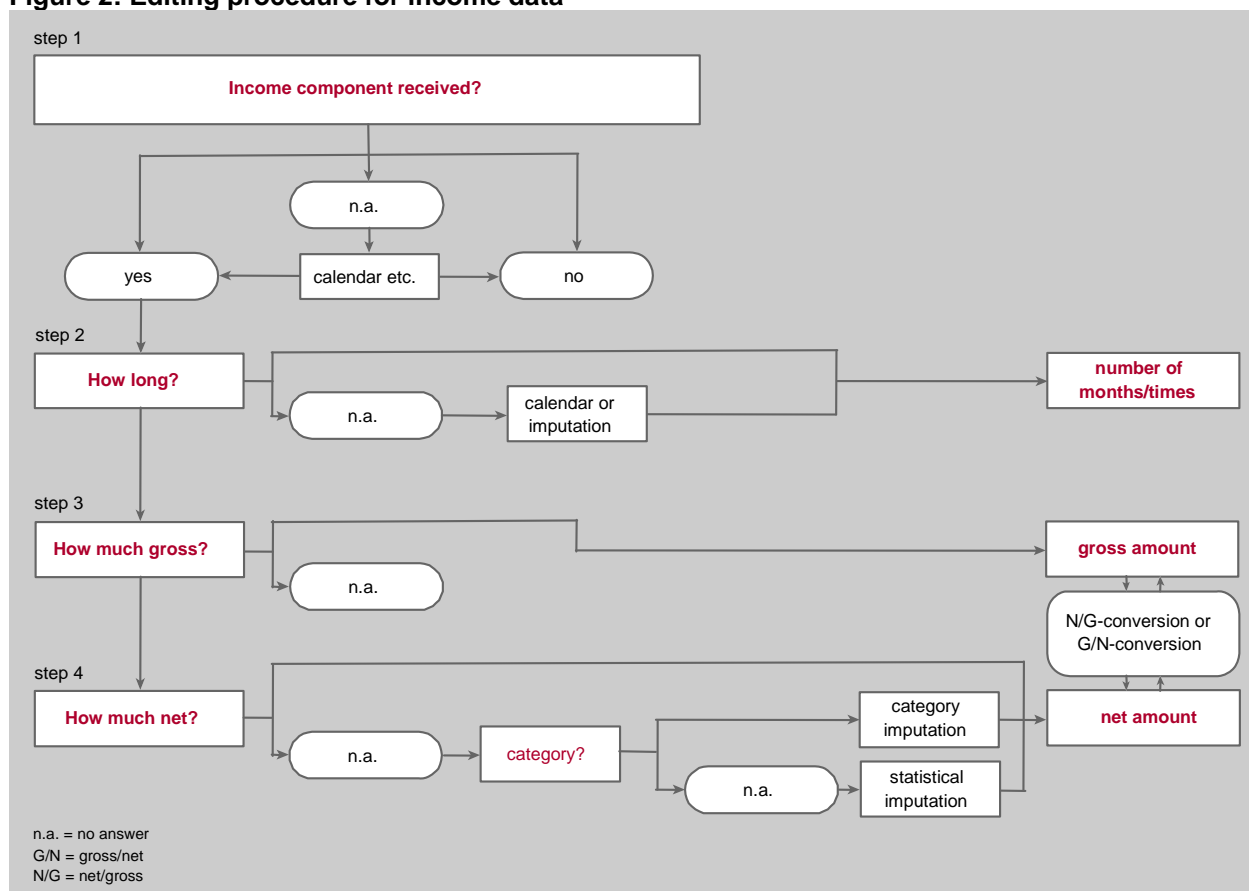 Figure 2: Editing procedure for income data
step 1
Income component received?
n.a.
yes
calendar etc.
no
step 2
How long?
number of
months/times
n.a.
calendar or
imputation
step 3
How much gross?
gross amount
n.a.
N/G-conversion or
G/N-conversion
step 4
How much net?
category
imputation
net amount
n.a.
category?
n.a.
statistical
imputation
n.a. = no answer
G/N = gross/net
N/G = net/gross